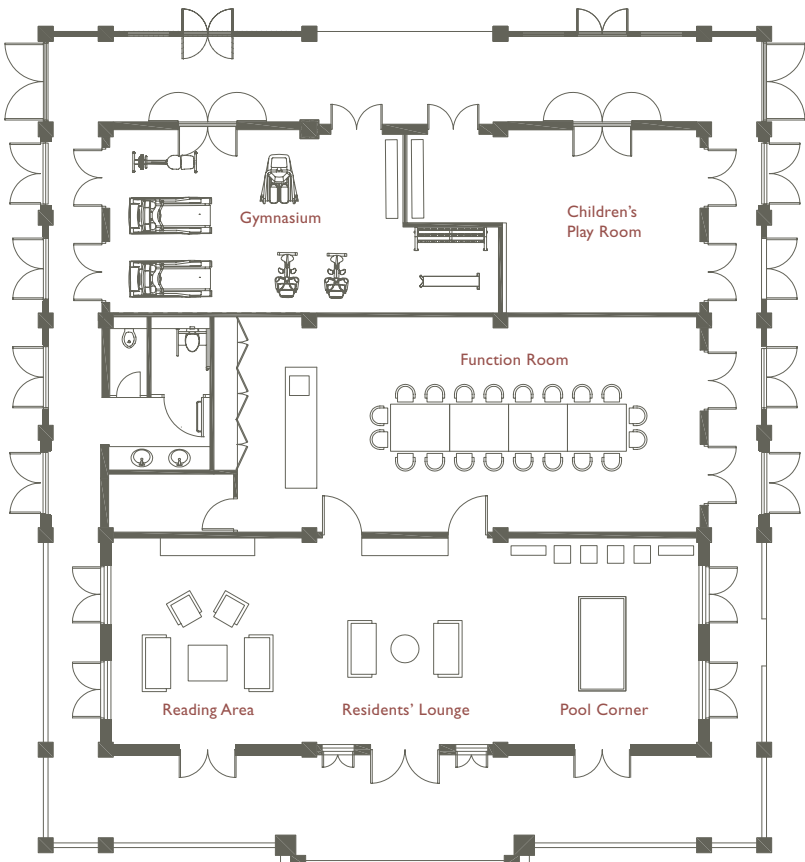 Gymnasium
Children's
Play Room
Function Room
Reading Area
Residents' Lounge
Pool Corner